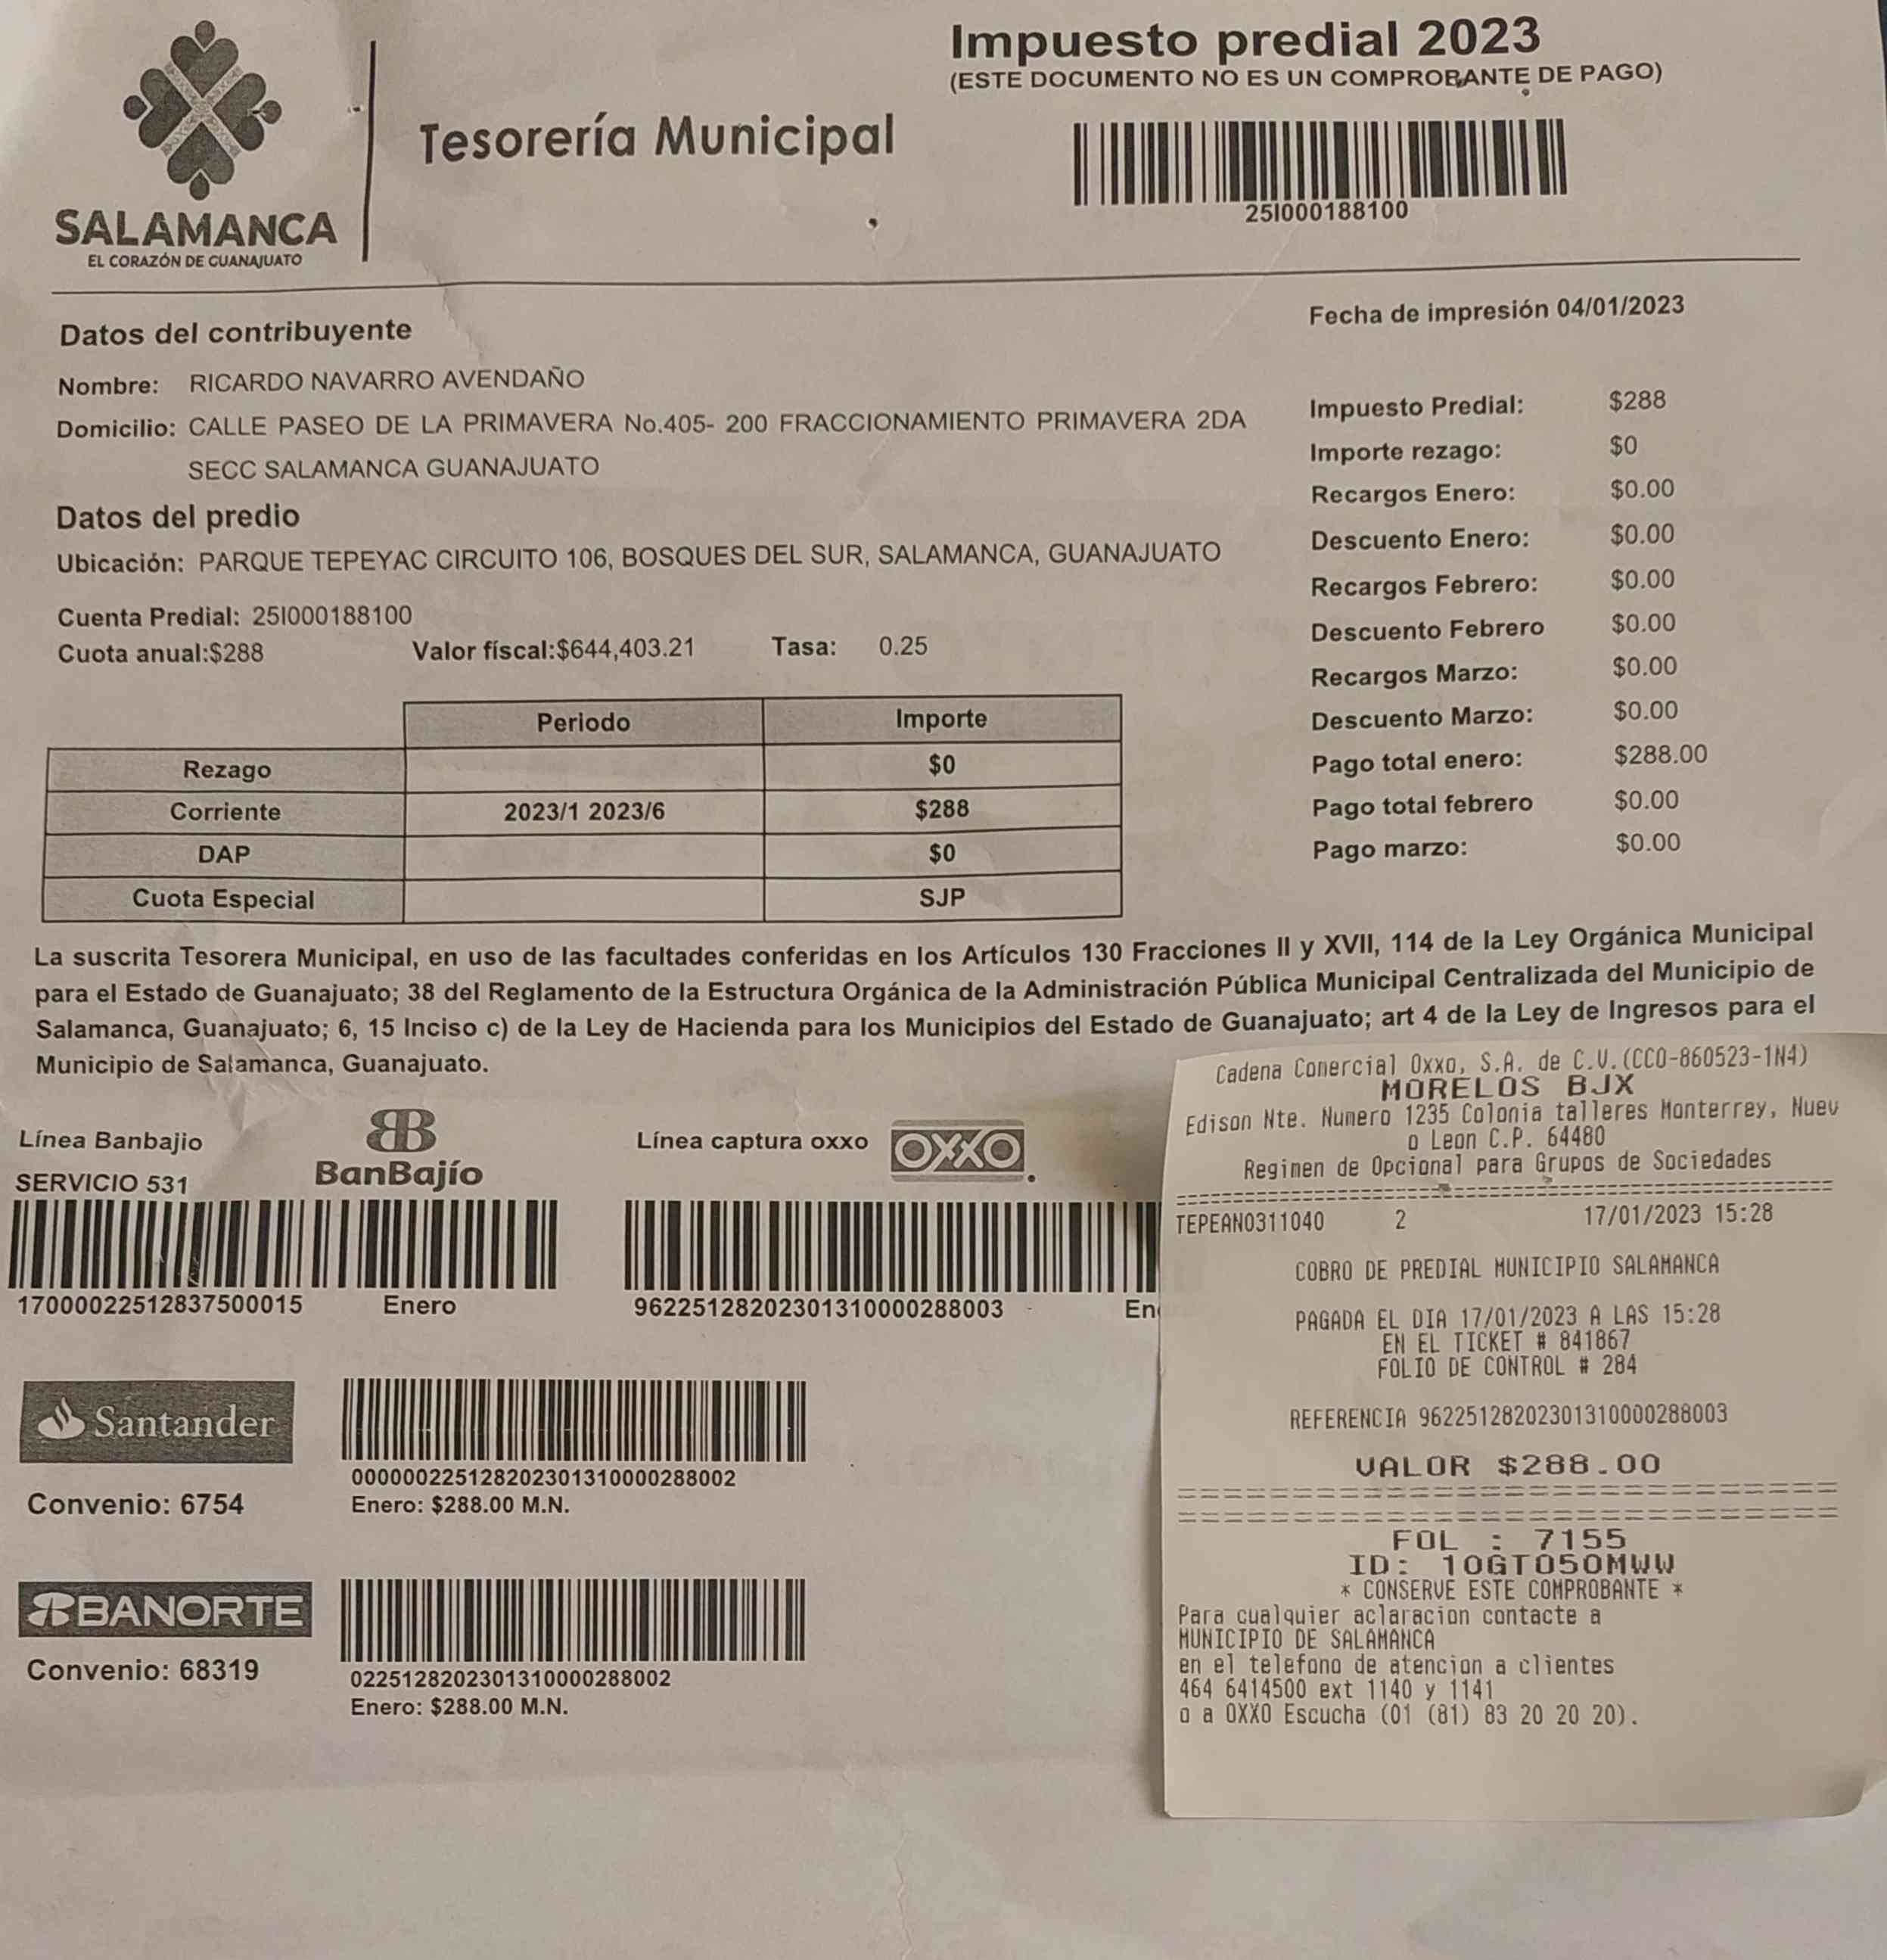 Impuesto predial 2023
(ESTE DOCUMENTO NO ES UN COMPROBANTE DE PAGO)
Tesorería Municipal
25I000188100
SALAMANCA
EL CORAZÓN DE GUANAJUATO
Fecha de impresión 04/01/2023
Datos del contribuyente
Nombre: RICARDO NAVARRO AVENDAÑO
Domicilio: CALLE PASEO DE LA PRIMAVERA No.405- 200 FRACCIONAMIENTO PRIMAVERA 2DA
SECC SALAMANCA GUANAJUATO
Datos del predio
Ubicación: PARQUE TEPEYAC CIRCUITO 106, BOSQUES DEL SUR, SALAMANCA, GUANAJUATO
Cuenta Predial: 25I000188100
Cuota anual:$288 Valor físcal:$644,403.21 Tasa: 0.25
Periodo Importe
Rezago $0
Corriente 2023/1 2023/6 $288
DAP $0
Cuota Especial SJP
Impuesto Predial: $288
Importe rezago: $0
Recargos Enero: $0.00
Descuento Enero: $0.00
Recargos Febrero: $0.00
Descuento Febrero $0.00
Recargos Marzo: $0.00
Descuento Marzo: $0.00
Pago total enero: $288.00
Pago total febrero $0.00
Pago marzo: $0.00
La suscrita Tesorera Municipal, en uso de las facultades conferidas en los Artículos 130 Fracciones II y XVII, 114 de la Ley Orgánica Municipal
para el Estado de Guanajuato; 38 del Reglamento de la Estructura Orgánica de la Administración Pública Municipal Centralizada del Municipio de
Salamanca, Guanajuato; 6, 15 Inciso c) de la Ley de Hacienda para los Municipios del Estado de Guanajuato; art 4 de la Ley de Ingresos para el
Municipio de Salamanca, Guanajuato.
Línea Banbajio
SERVICIO 531
BanBajío
17000022512837500015 Enero
Línea captura oxxo OXXO
96225128202301310000288003 En
Santander
Convenio: 6754
0000002251282023013100002880​02
Enero: $288.00 M.N.
BANORTE
Convenio: 68319
0225128202301310000288002
Enero: $288.00 M.N.
Cadena Comercial Oxxo, S.A. de C.V.(CCO-860523-1N4)
MORELOS BJX
Edison Nte. Numero 1235 Colonia talleres Monterrey, Nuev
o Leon C.P. 64480
Regimen de Opcional para Grupos de Sociedades
TEPEAN0311040 2 17/01/2023 15:28
COBRO DE PREDIAL MUNICIPIO SALAMANCA
PAGADA EL DIA 17/01/2023 A LAS 15:28
EN EL TICKET # 841867
FOLIO DE CONTROL # 284
REFERENCIA 96225128202301310000288003
VALOR $288.00
FOL : 7155
ID: 10GTO50MWW
* CONSERVE ESTE COMPROBANTE *
Para cualquier aclaracion contacte a
MUNICIPIO DE SALAMANCA
en el telefono de atencion a clientes
464 6414500 ext 1140 y 1141
o a OXXO Escucha (01 (81) 83 20 20 20).